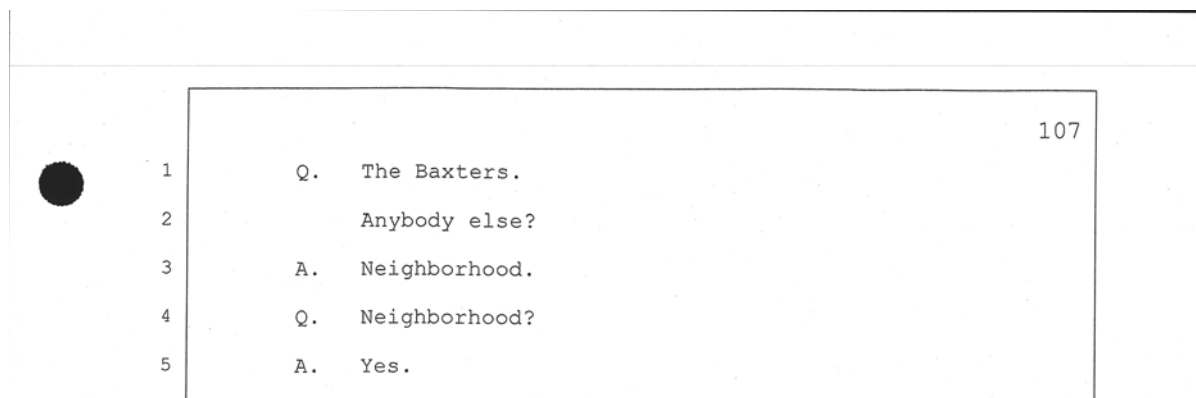 107
1 Q. The Baxters.
2 Anybody else?
3 A. Neighborhood.
4 Q. Neighborhood?
5 A. Yes.